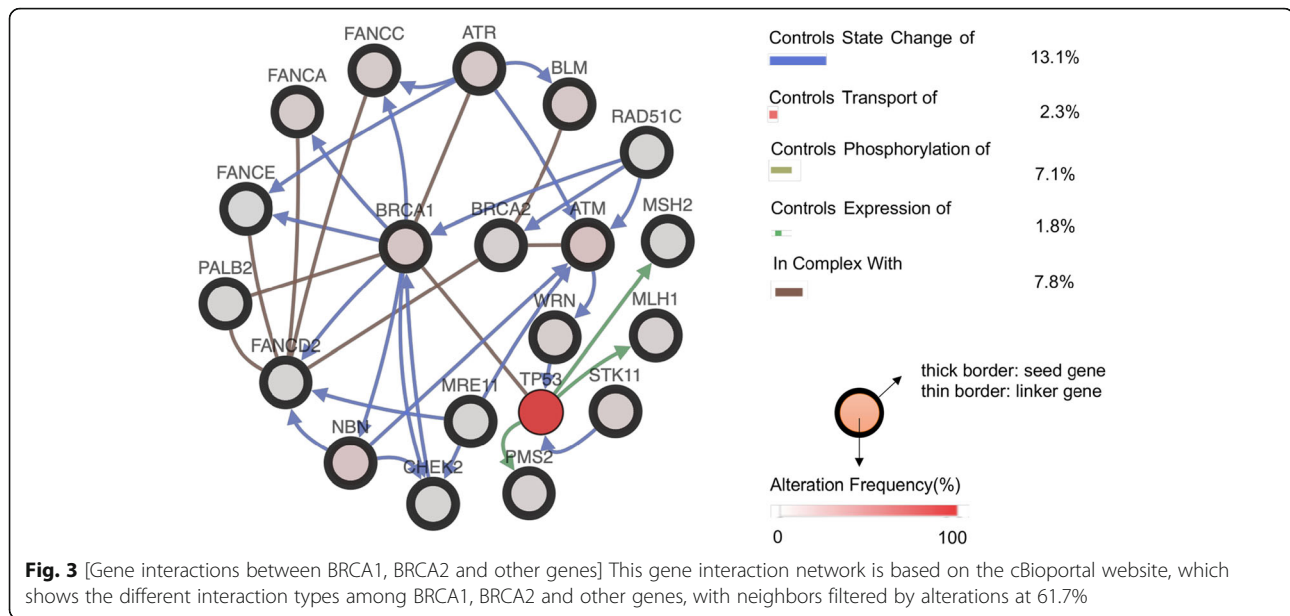 FANCC
ATR
BLM
FANCA
RAD51C
FANCE
BRCA1
BRCA2
ATM
MSH2
PALB2
WRN
MLH1
FANCD2
MRE11
TP53
STK11
NBN
CHEK2
PMS2
Controls State Change of
13.1%
Controls Transport of
2.3%
Controls Phosphorylation of
7.1%
Controls Expression of
1.8%
In Complex With
7.8%
thick border: seed gene
thin border: linker gene
Alteration Frequency(%)
0 100
Fig. 3 [Gene interactions between BRCA1, BRCA2 and other genes] This gene interaction network is based on the cBioportal website, which
shows the different interaction types among BRCA1, BRCA2 and other genes, with neighbors filtered by alterations at 61.7%